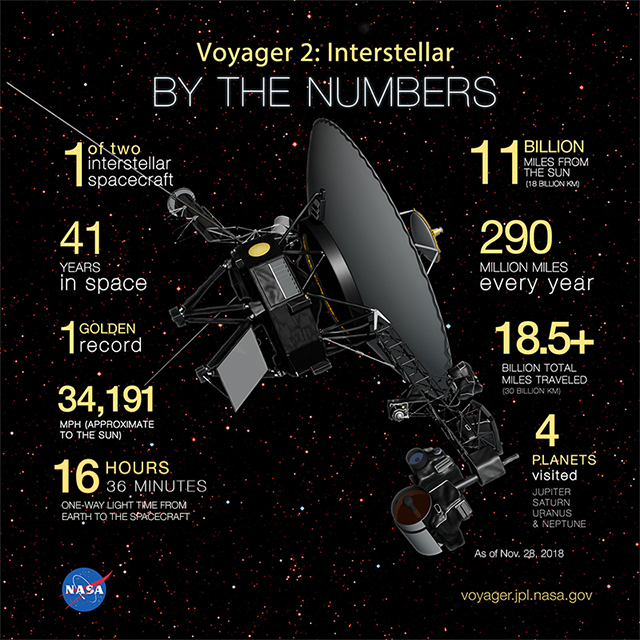 Voyager 2: Interstellar
BY THE NUMBERS
1 of two
interstellar
spacecraft
41
YEARS
in space
1 GOLDEN
record
34,191
MPH (APPROXIMATE
TO THE SUN)
16 HOURS
36 MINUTES
ONE-WAY LIGHT TIME FROM
EARTH TO THE SPACECRAFT
11 BILLION
MILES FROM
THE SUN
(18 BILLION KM)
290
MILLION MILES
every year
18.5+
BILLION TOTAL
MILES TRAVELED
(30 BILLION KM)
4
PLANETS
visited
JUPITER
SATURN
URANUS
& NEPTUNE
As of Nov. 28, 2018
NASA
voyager.jpl.nasa.gov